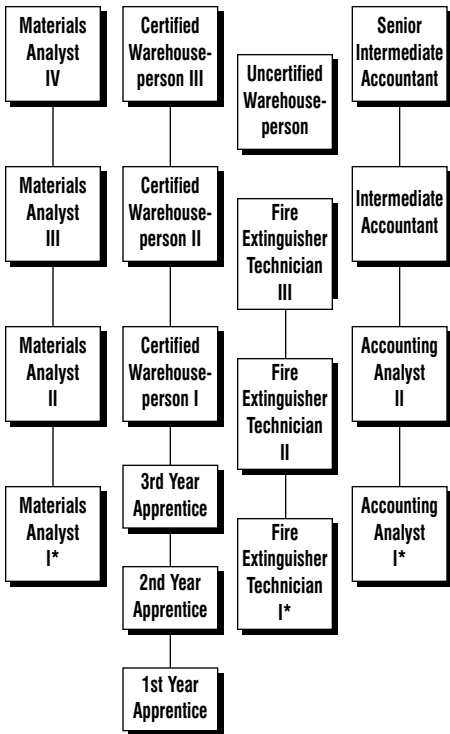 Materials
Analyst
IV
Materials
Analyst
III
Materials
Analyst
II
Materials
Analyst
I*
Certified
Warehouse-
person III
Certified
Warehouse-
person II
Certified
Warehouse-
person I
3rd Year
Apprentice
2nd Year
Apprentice
1st Year
Apprentice
Uncertified
Warehouse-
person
Fire
Extinguisher
Technician
III
Fire
Extinguisher
Technician
II
Fire
Extinguisher
Technician
I*
Senior
Intermediate
Accountant
Intermediate
Accountant
Accounting
Analyst
II
Accounting
Analyst
I*